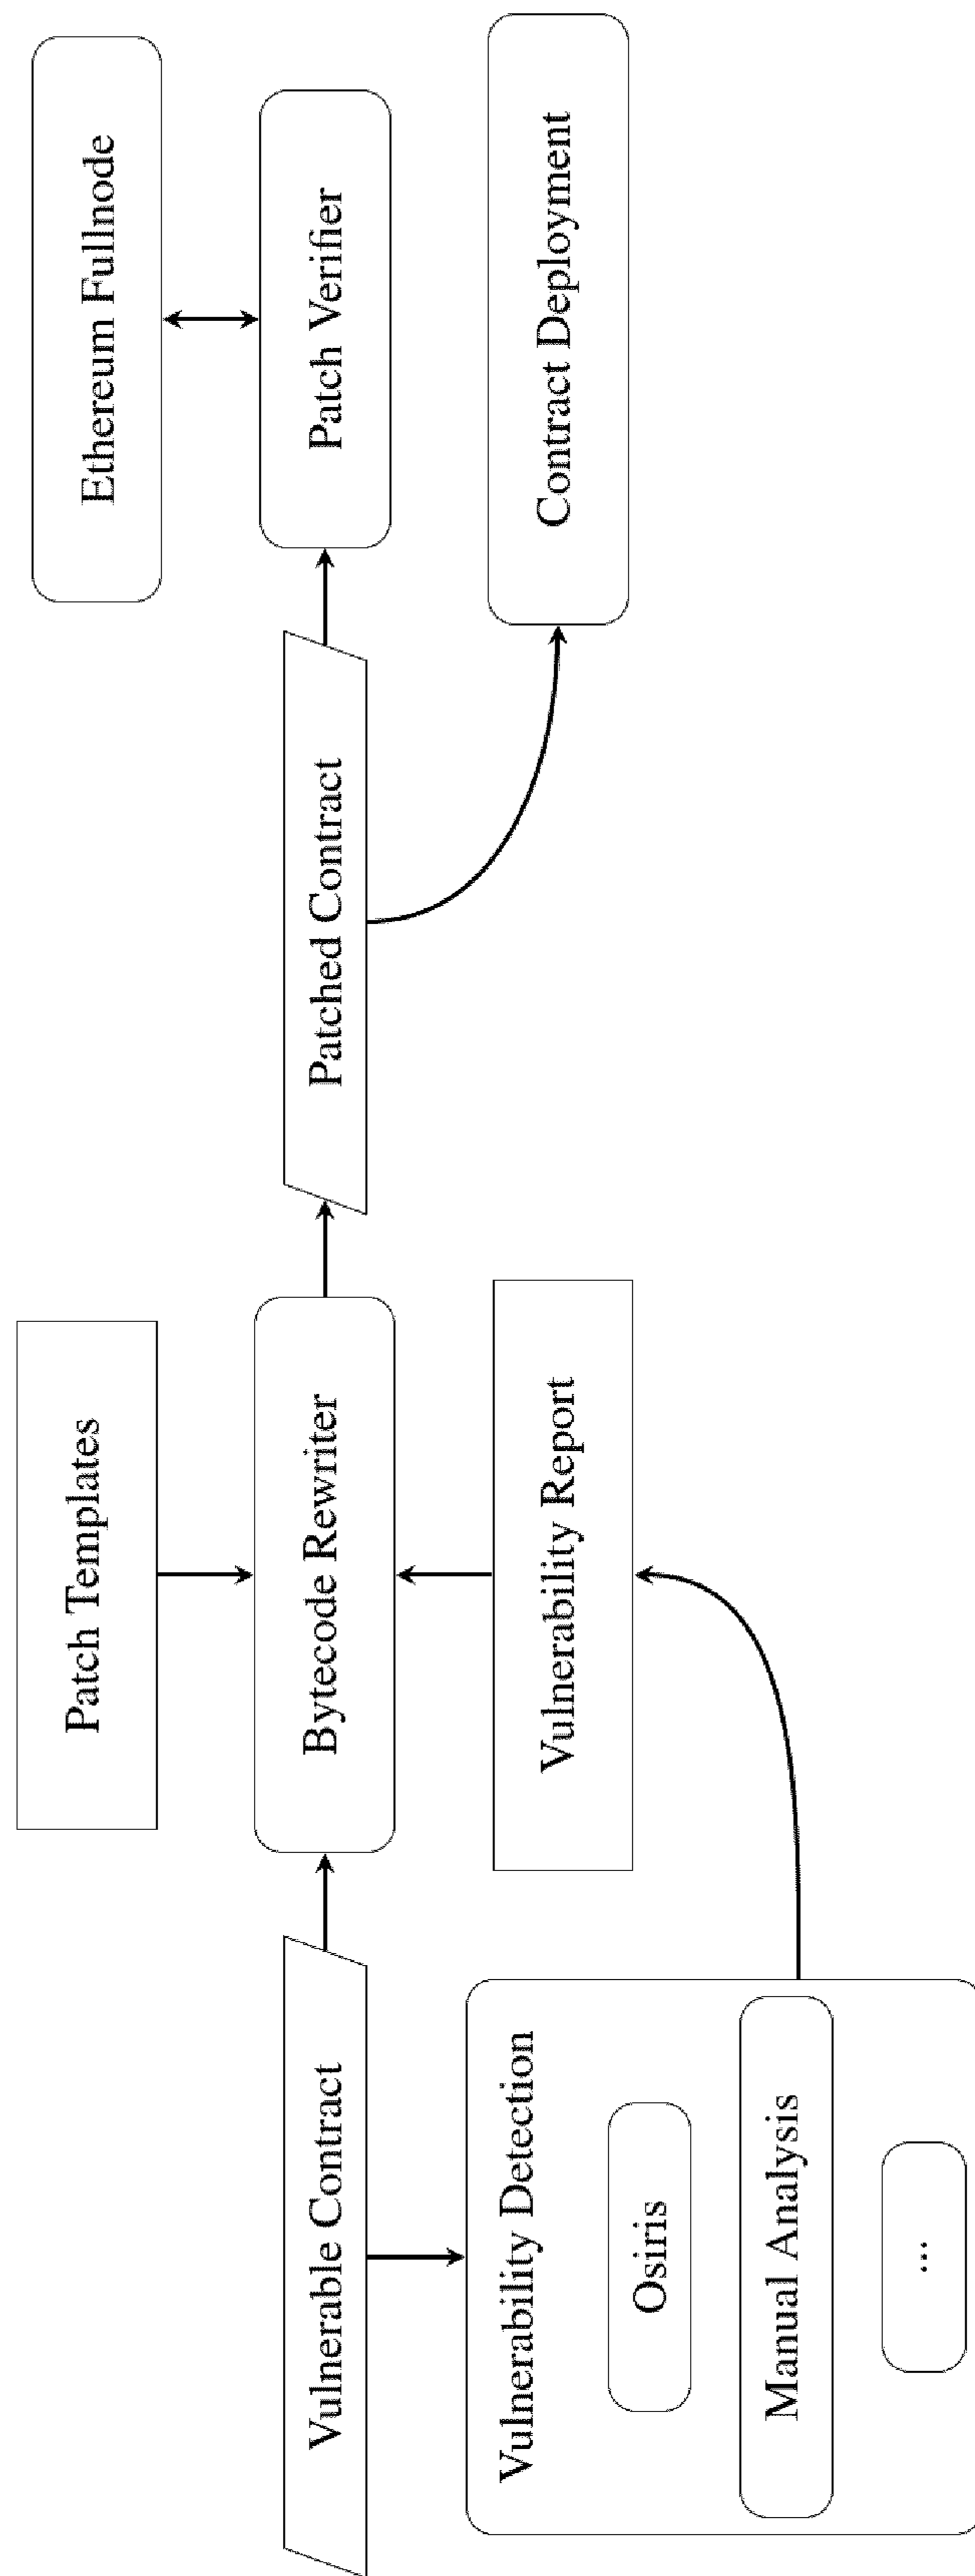 Patch Templates
Ethereum Fullnode
Vulnerable Contract
Bytecode Rewriter
Patched Contract
Patch Verifier
Vulnerability Detection
Osiris
Manual Analysis
...
Vulnerability Report
Contract Deployment